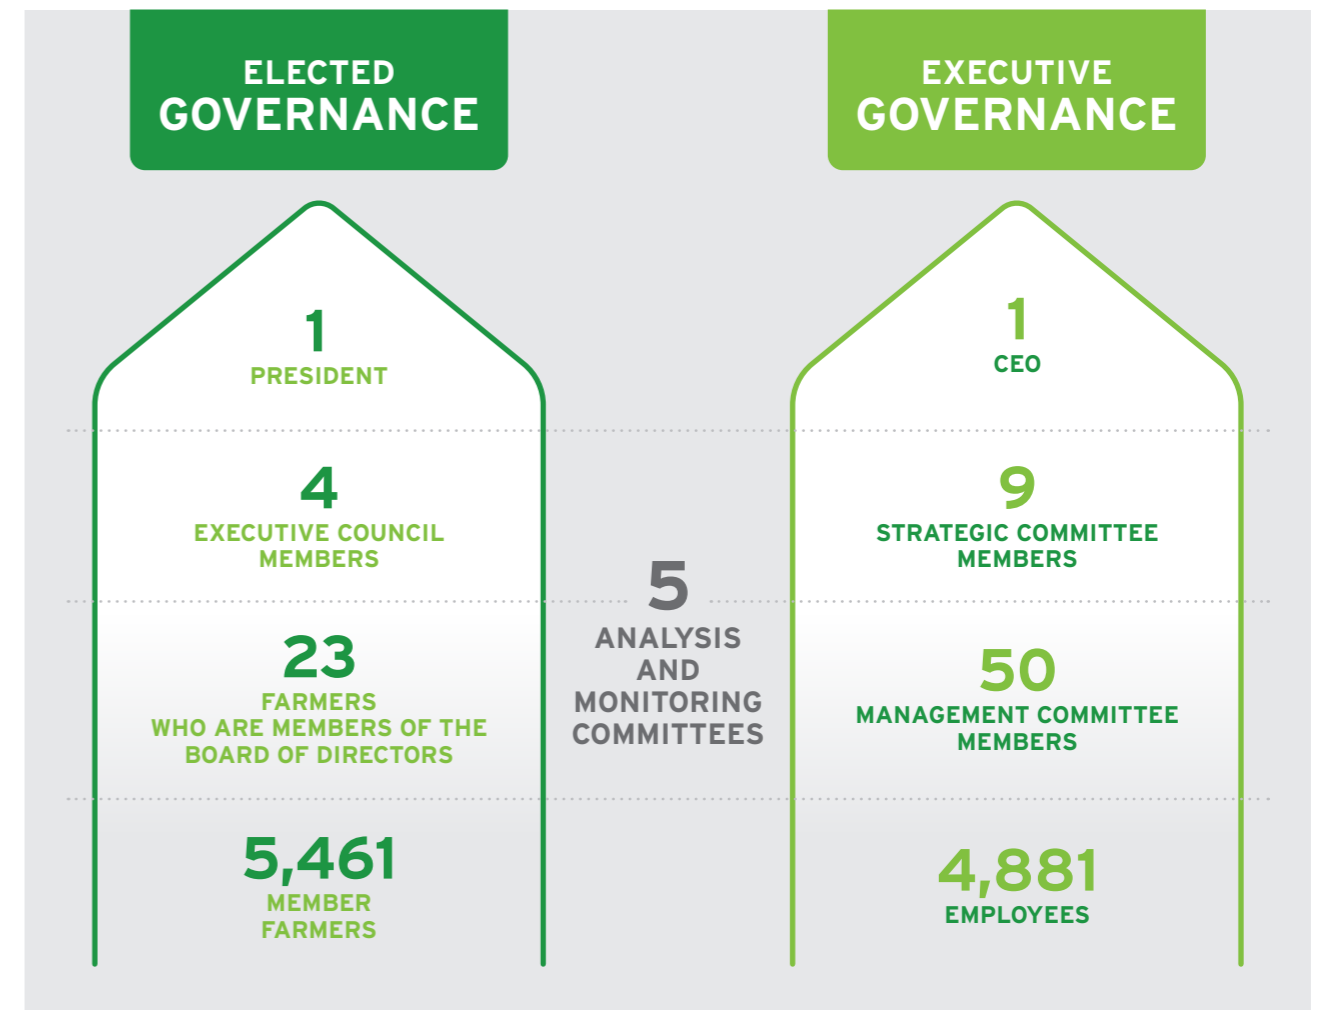 ELECTED
GOVERNANCE
1
PRESIDENT
4
EXECUTIVE COUNCIL
MEMBERS
23
FARMERS
WHO ARE MEMBERS OF THE
BOARD OF DIRECTORS
5,461
MEMBER
FARMERS
5
ANALYSIS
AND
MONITORING
COMMITTEES
EXECUTIVE
GOVERNANCE
1
CEO
9
STRATEGIC COMMITTEE
MEMBERS
50
MANAGEMENT COMMITTEE
MEMBERS
4,881
EMPLOYEES